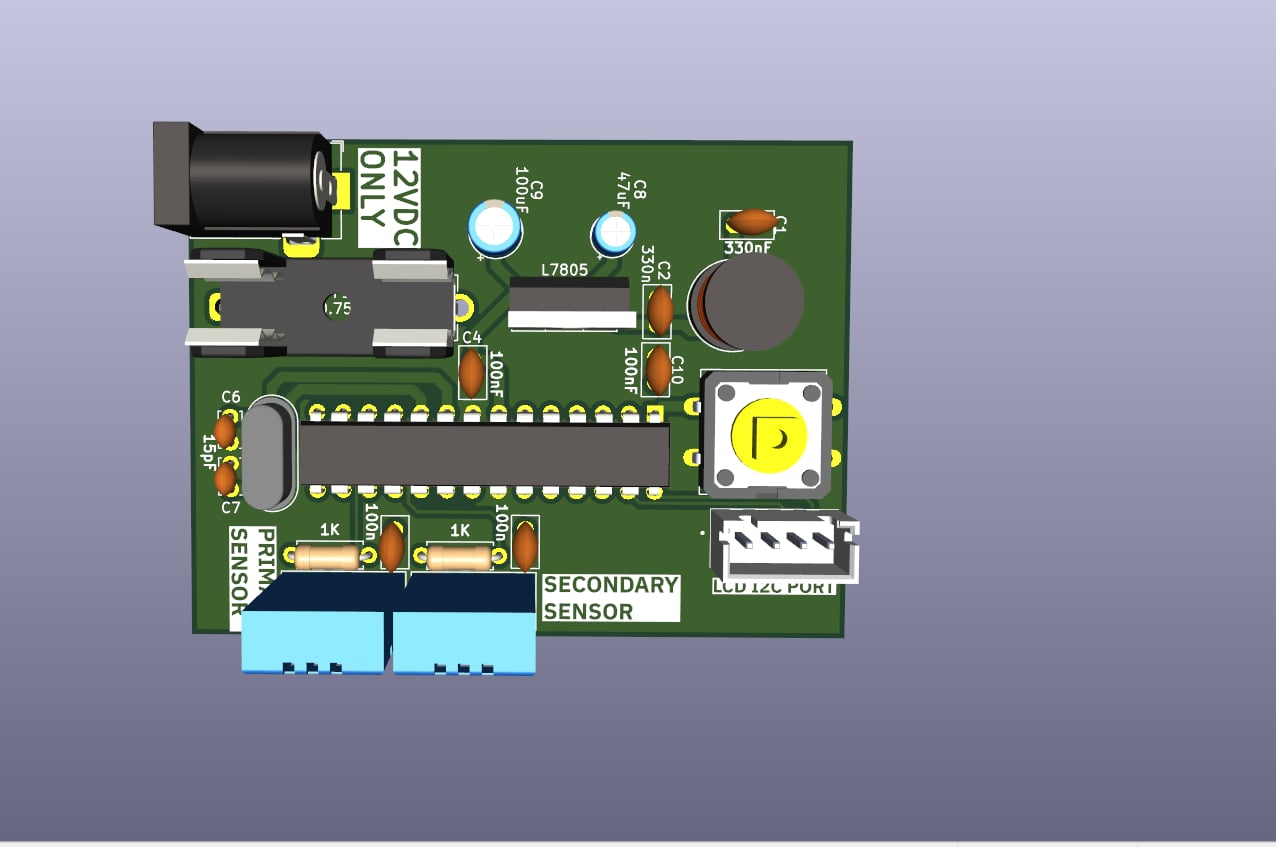 12VDC
ONLY
C9
100uF
C8
47uF
C1
330nF
L7805
C2
330n
.75
C4
100nF
C10
100nF
C6
15pF
C7
1K
100n
1K
100n
SENSOR
SECONDARY
SENSOR
LCD I2C PORT
+
+